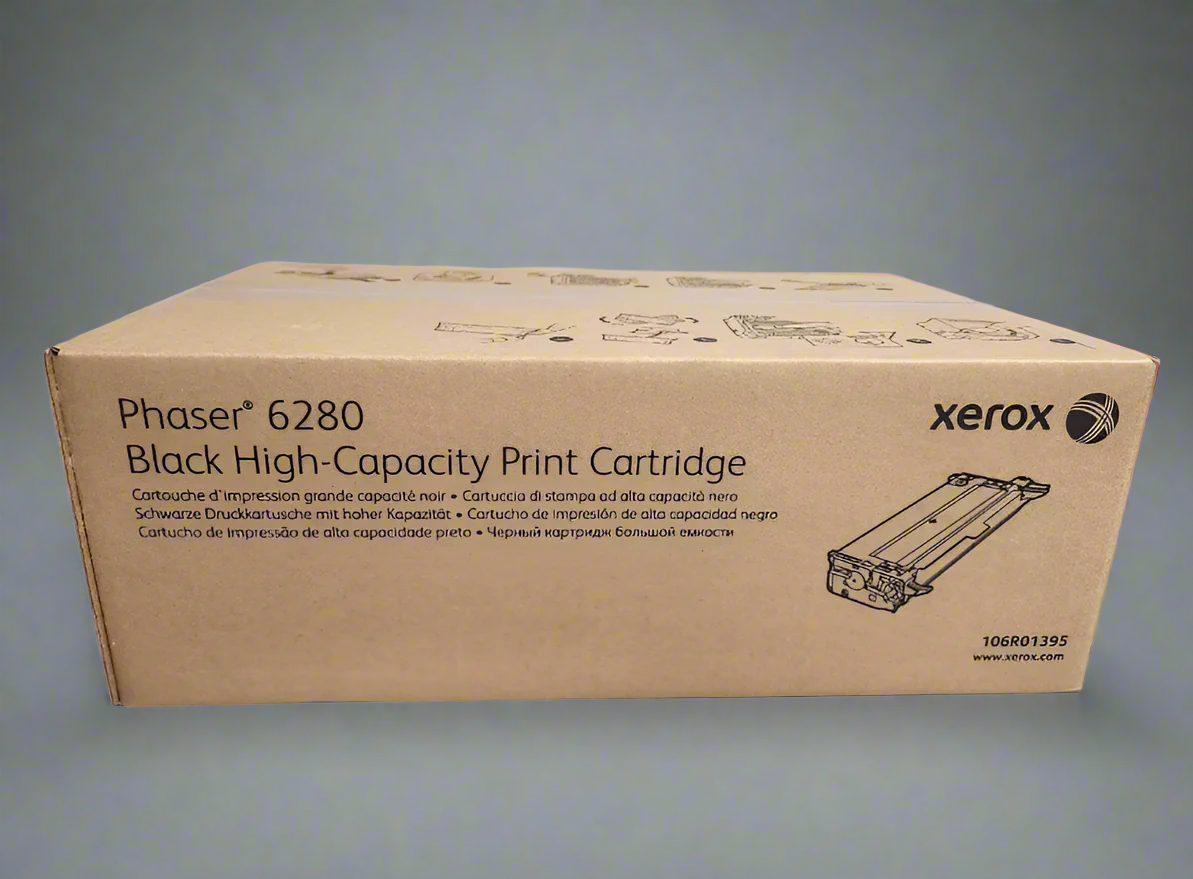 Phaser® 6280
Black High-Capacity Print Cartridge
Cartouche d'impression grande capacité noir • Cartuccia di stampa ad alta capacità nero
Schwarze Druckkartusche mit hoher Kapazität • Cartucho de impresión de alta capacidad negro
Cartucho de impressão de alta capacidade preto • Черный картридж большой емкости
xerox
106R01395
www.xerox.com